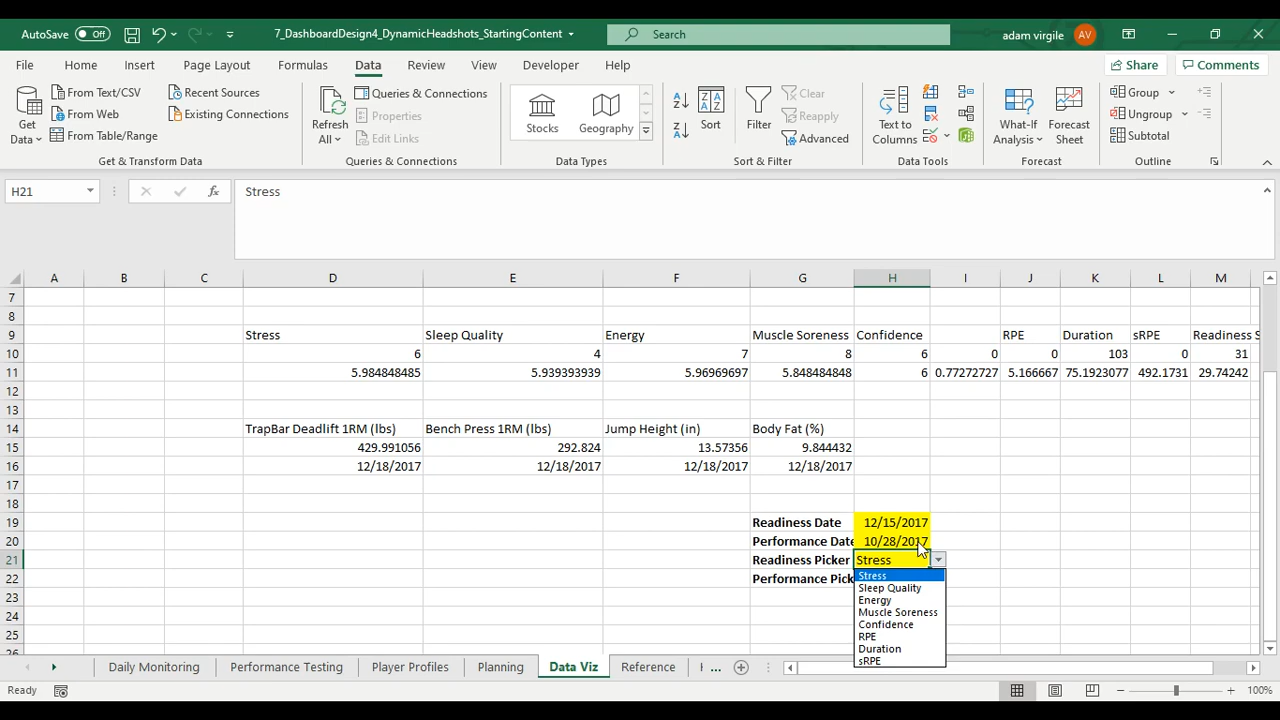 AutoSave Off 7_DashboardDesign4_DynamicHeadshots_StartingContent Search adam virgile AV
File Home Insert Page Layout Formulas Data Review View Developer Help Share Comments
Get Data From Text/CSV From Web From Table/Range Recent Sources Existing Connections
Get & Transform Data
Refresh All Queries & Connections Properties Edit Links
Queries & Connections
Stocks Geography
Data Types
Sort Filter Clear Reapply Advanced
Sort & Filter
Text to Columns
Data Tools
What-If Analysis Forecast Sheet
Forecast
Group Ungroup Subtotal
Outline
H21 fx Stress
A B C D E F G H I J K L M
7
8
9 Stress Sleep Quality Energy Muscle Soreness Confidence RPE Duration sRPE Readiness S
10 6 4 7 8 6 0 0 103 0 31
11 5.984848485 5.939393939 5.96969697 5.848484848 6 0.77272727 5.166667 75.1923077 492.1731 29.74242
12
13
14 TrapBar Deadlift 1RM (lbs) Bench Press 1RM (lbs) Jump Height (in) Body Fat (%)
15 429.991056 292.824 13.57356 9.844432
16 12/18/2017 12/18/2017 12/18/2017 12/18/2017
17
18
19 Readiness Date 12/15/2017
20 Performance Date 10/28/2017
21 Readiness Picker Stress
22 Performance Pick
23
24
25
26
Stress
Sleep Quality
Energy
Muscle Soreness
Confidence
RPE
Duration
sRPE
Daily Monitoring Performance Testing Player Profiles Planning Data Viz Reference ...
Ready 100%